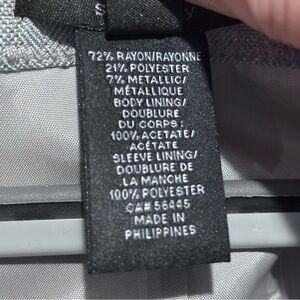 72% RAYON/RAYONNE
21% POLYESTER
7% METALLIC/
MÉTALLIQUE
BODY LINING/
DOUBLURE
DU CORPS:
100% ACETATE/
ACÉTATE
SLEEVE LINING/
DOUBLURE DE
LA MANCHE
100% POLYESTER
CA# 56445
MADE IN
PHILIPPINES